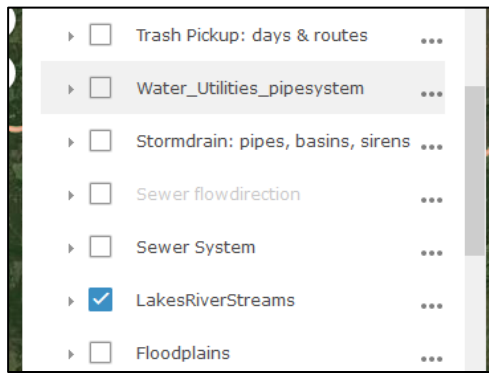 Trash Pickup: days & routes
Water_Utilities_pipesystem
Stormdrain: pipes, basins, sirens
Sewer flowdirection
Sewer System
LakesRiverStreams
Floodplains